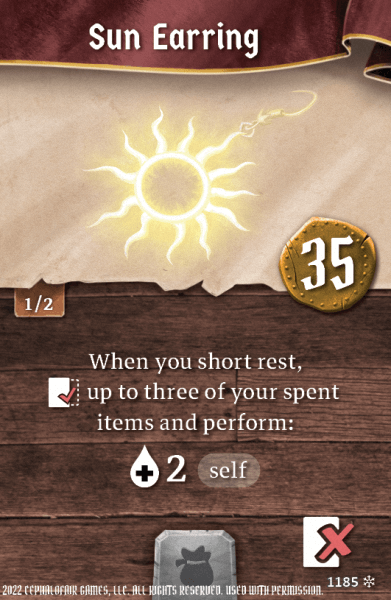 Sun Earring
35
1/2
When you short rest,
up to three of your spent
items and perform:
2 self
1185
2022 CEPHALOFAIR GAMES, LLC. ALL RIGHTS RESERVED. USED WITH PERMISSION.